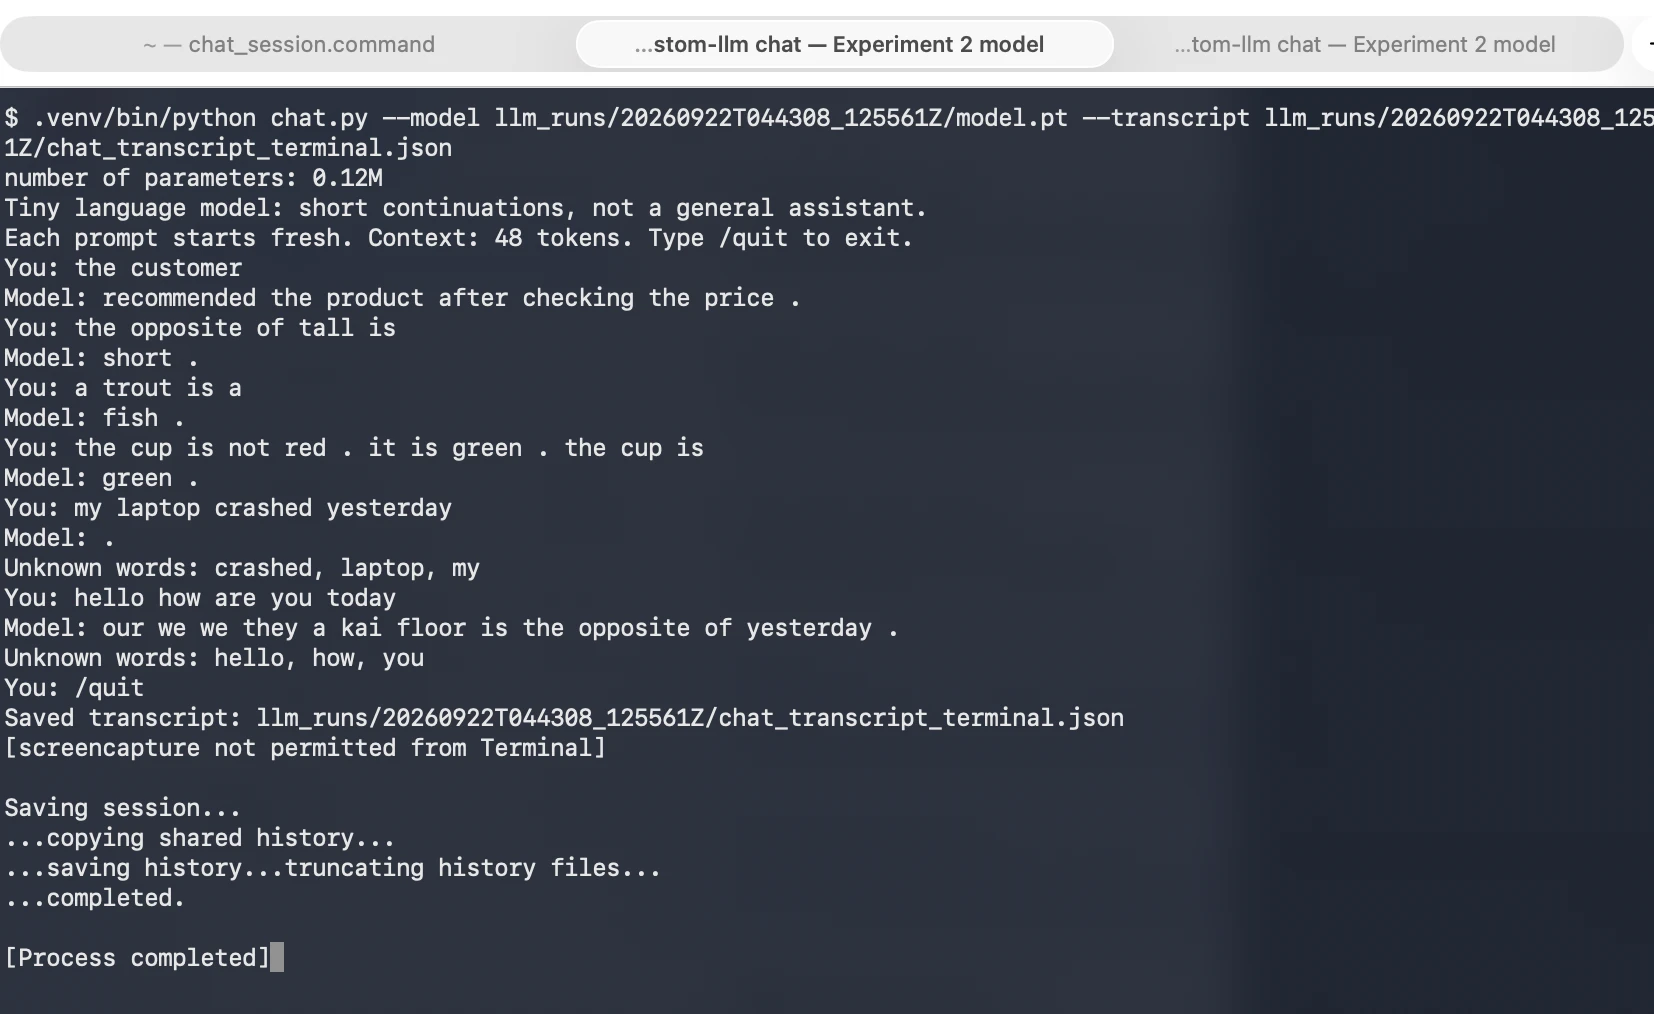 ~ — chat_session.command
...stom-llm chat — Experiment 2 model
...tom-llm chat — Experiment 2 model
$ .venv/bin/python chat.py --model llm_runs/20260922T044308_125561Z/model.pt --transcript llm_runs/20260922T044308_125
1Z/chat_transcript_terminal.json
number of parameters: 0.12M
Tiny language model: short continuations, not a general assistant.
Each prompt starts fresh. Context: 48 tokens. Type /quit to exit.
You: the customer
Model: recommended the product after checking the price .
You: the opposite of tall is
Model: short .
You: a trout is a
Model: fish .
You: the cup is not red . it is green . the cup is
Model: green .
You: my laptop crashed yesterday
Model: .
Unknown words: crashed, laptop, my
You: hello how are you today
Model: our we we they a kai floor is the opposite of yesterday .
Unknown words: hello, how, you
You: /quit
Saved transcript: llm_runs/20260922T044308_125561Z/chat_transcript_terminal.json
[screencapture not permitted from Terminal]
Saving session...
...copying shared history...
...saving history...truncating history files...
...completed.
[Process completed]